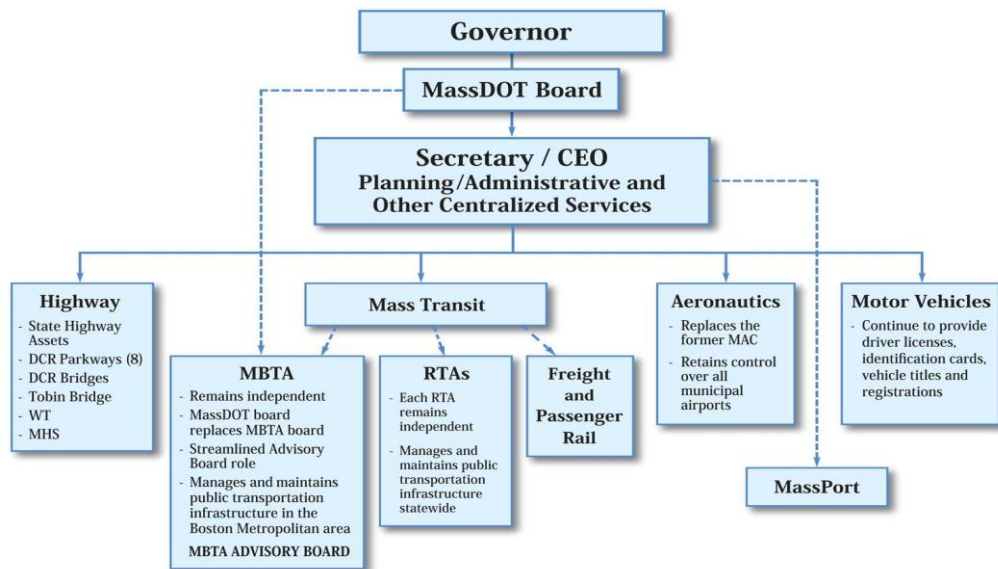 Governor
MassDOT Board
Secretary / CEO
Planning/Administrative and
Other Centralized Services
Highway
- State Highway
Assets
- DCR Parkways (8)
- DCR Bridges
- Tobin Bridge
- WT
- MHS
Mass Transit
MBTA
- Remains independent
- MassDOT board
replaces MBTA board
- Streamlined Advisory
Board role
- Manages and maintains
public transportation
infrastructure in the
Boston Metropolitan area
MBTA ADVISORY BOARD
RTAs
- Each RTA
remains
independent
- Manages and
maintains public
transportation
infrastructure
statewide
Freight
and
Passenger
Rail
Aeronautics
- Replaces the
former MAC
- Retains control
over all
municipal
airports
Motor Vehicles
- Continue to provide
driver licenses,
identification cards,
vehicle titles and
registrations
MassPort